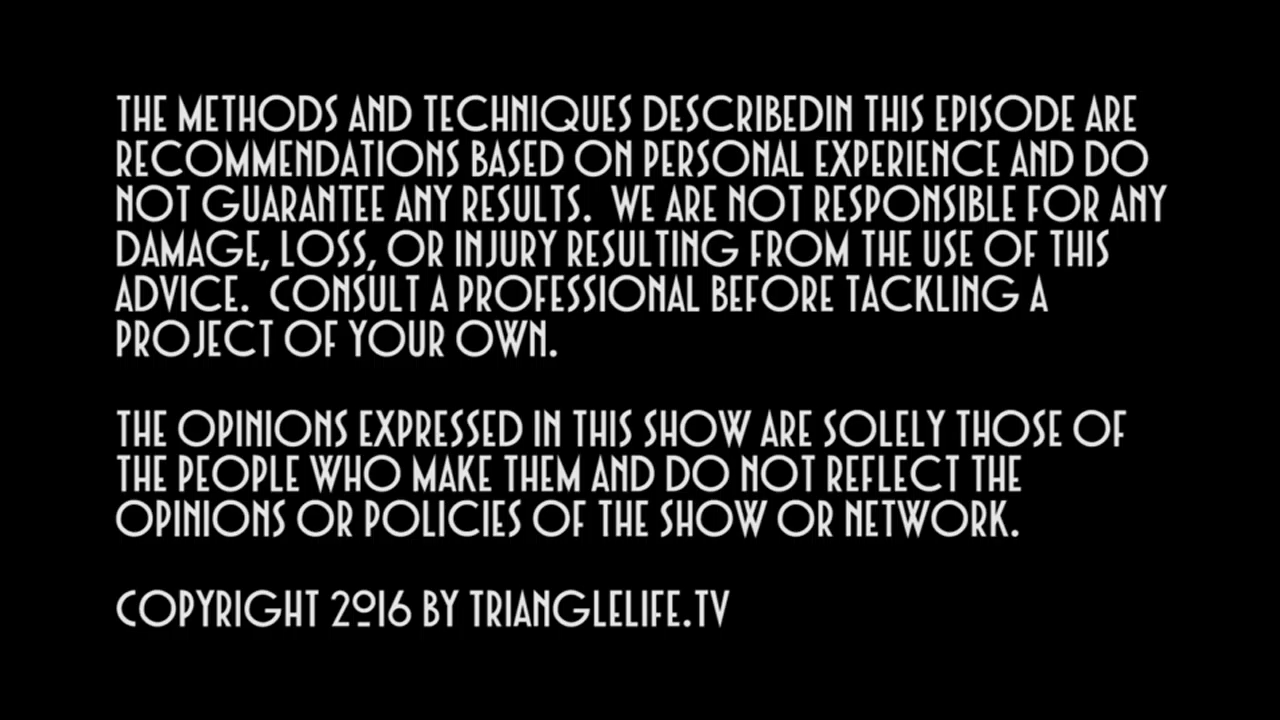 THE METHODS AND TECHNIQUES DESCRIBEDIN THIS EPISODE ARE
RECOMMENDATIONS BASED ON PERSONAL EXPERIENCE AND DO
NOT GUARANTEE ANY RESULTS.  WE ARE NOT RESPONSIBLE FOR ANY
DAMAGE, LOSS, OR INJURY RESULTING FROM THE USE OF THIS
ADVICE.  CONSULT A PROFESSIONAL BEFORE TACKLING A
PROJECT OF YOUR OWN.
THE OPINIONS EXPRESSED IN THIS SHOW ARE SOLELY THOSE OF
THE PEOPLE WHO MAKE THEM AND DO NOT REFLECT THE
OPINIONS OR POLICIES OF THE SHOW OR NETWORK.
COPYRIGHT 2016 BY TRIANGLELIFE.TV